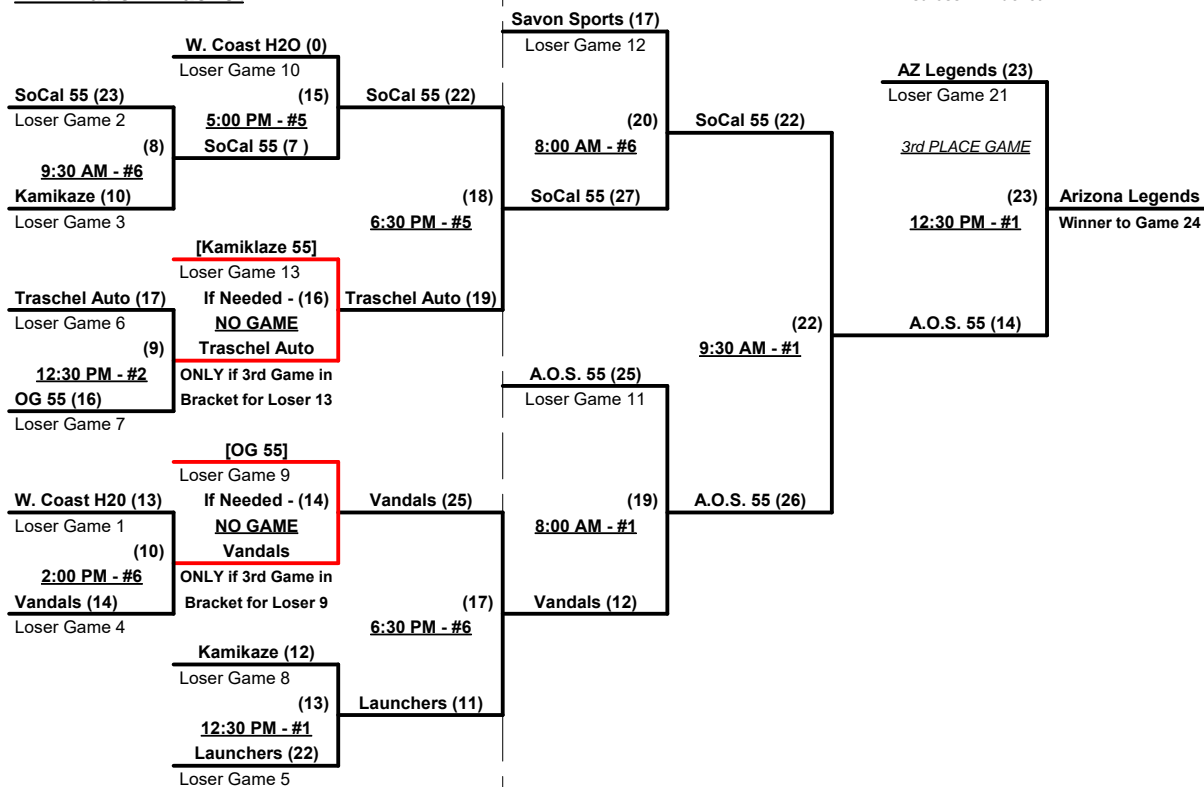 Savon Sports (17)
W. Coast H2O (0)
Loser Game 12
Loser Game 10
AZ Legends (23)
SoCal 55 (23)
(15)
SoCal 55 (22)
Loser Game 21
Loser Game 2
5:00 PM - #5
(20)
SoCal 55 (22)
(8)
SoCal 55 (7 )
8:00 AM - #6
3rd PLACE GAME
9:30 AM - #6
Kamikaze (10)
(18)
SoCal 55 (27)
(23)
Arizona Legends
Loser Game 3
6:30 PM - #5
12:30 PM - #1
Winner to Game 24
[Kamiklaze 55]
Loser Game 13
Traschel Auto (17)
If Needed - (16)
Traschel Auto (19)
Loser Game 6
NO GAME
(22)
A.O.S. 55 (14)
(9)
Traschel Auto
9:30 AM - #1
12:30 PM - #2
ONLY if 3rd Game in
A.O.S. 55 (25)
OG 55 (16)
Bracket for Loser 13
Loser Game 11
Loser Game 7
[OG 55]
Loser Game 9
W. Coast H20 (13)
If Needed - (14)
Vandals (25)
(19)
A.O.S. 55 (26)
Loser Game 1
NO GAME
8:00 AM - #1
(10)
Vandals
2:00 PM - #6
ONLY if 3rd Game in
Vandals (14)
Bracket for Loser 9
(17)
Vandals (12)
Loser Game 4
6:30 PM - #6
Kamikaze (12)
Loser Game 8
(13)
Launchers (11)
12:30 PM - #1
Launchers (22)
Loser Game 5